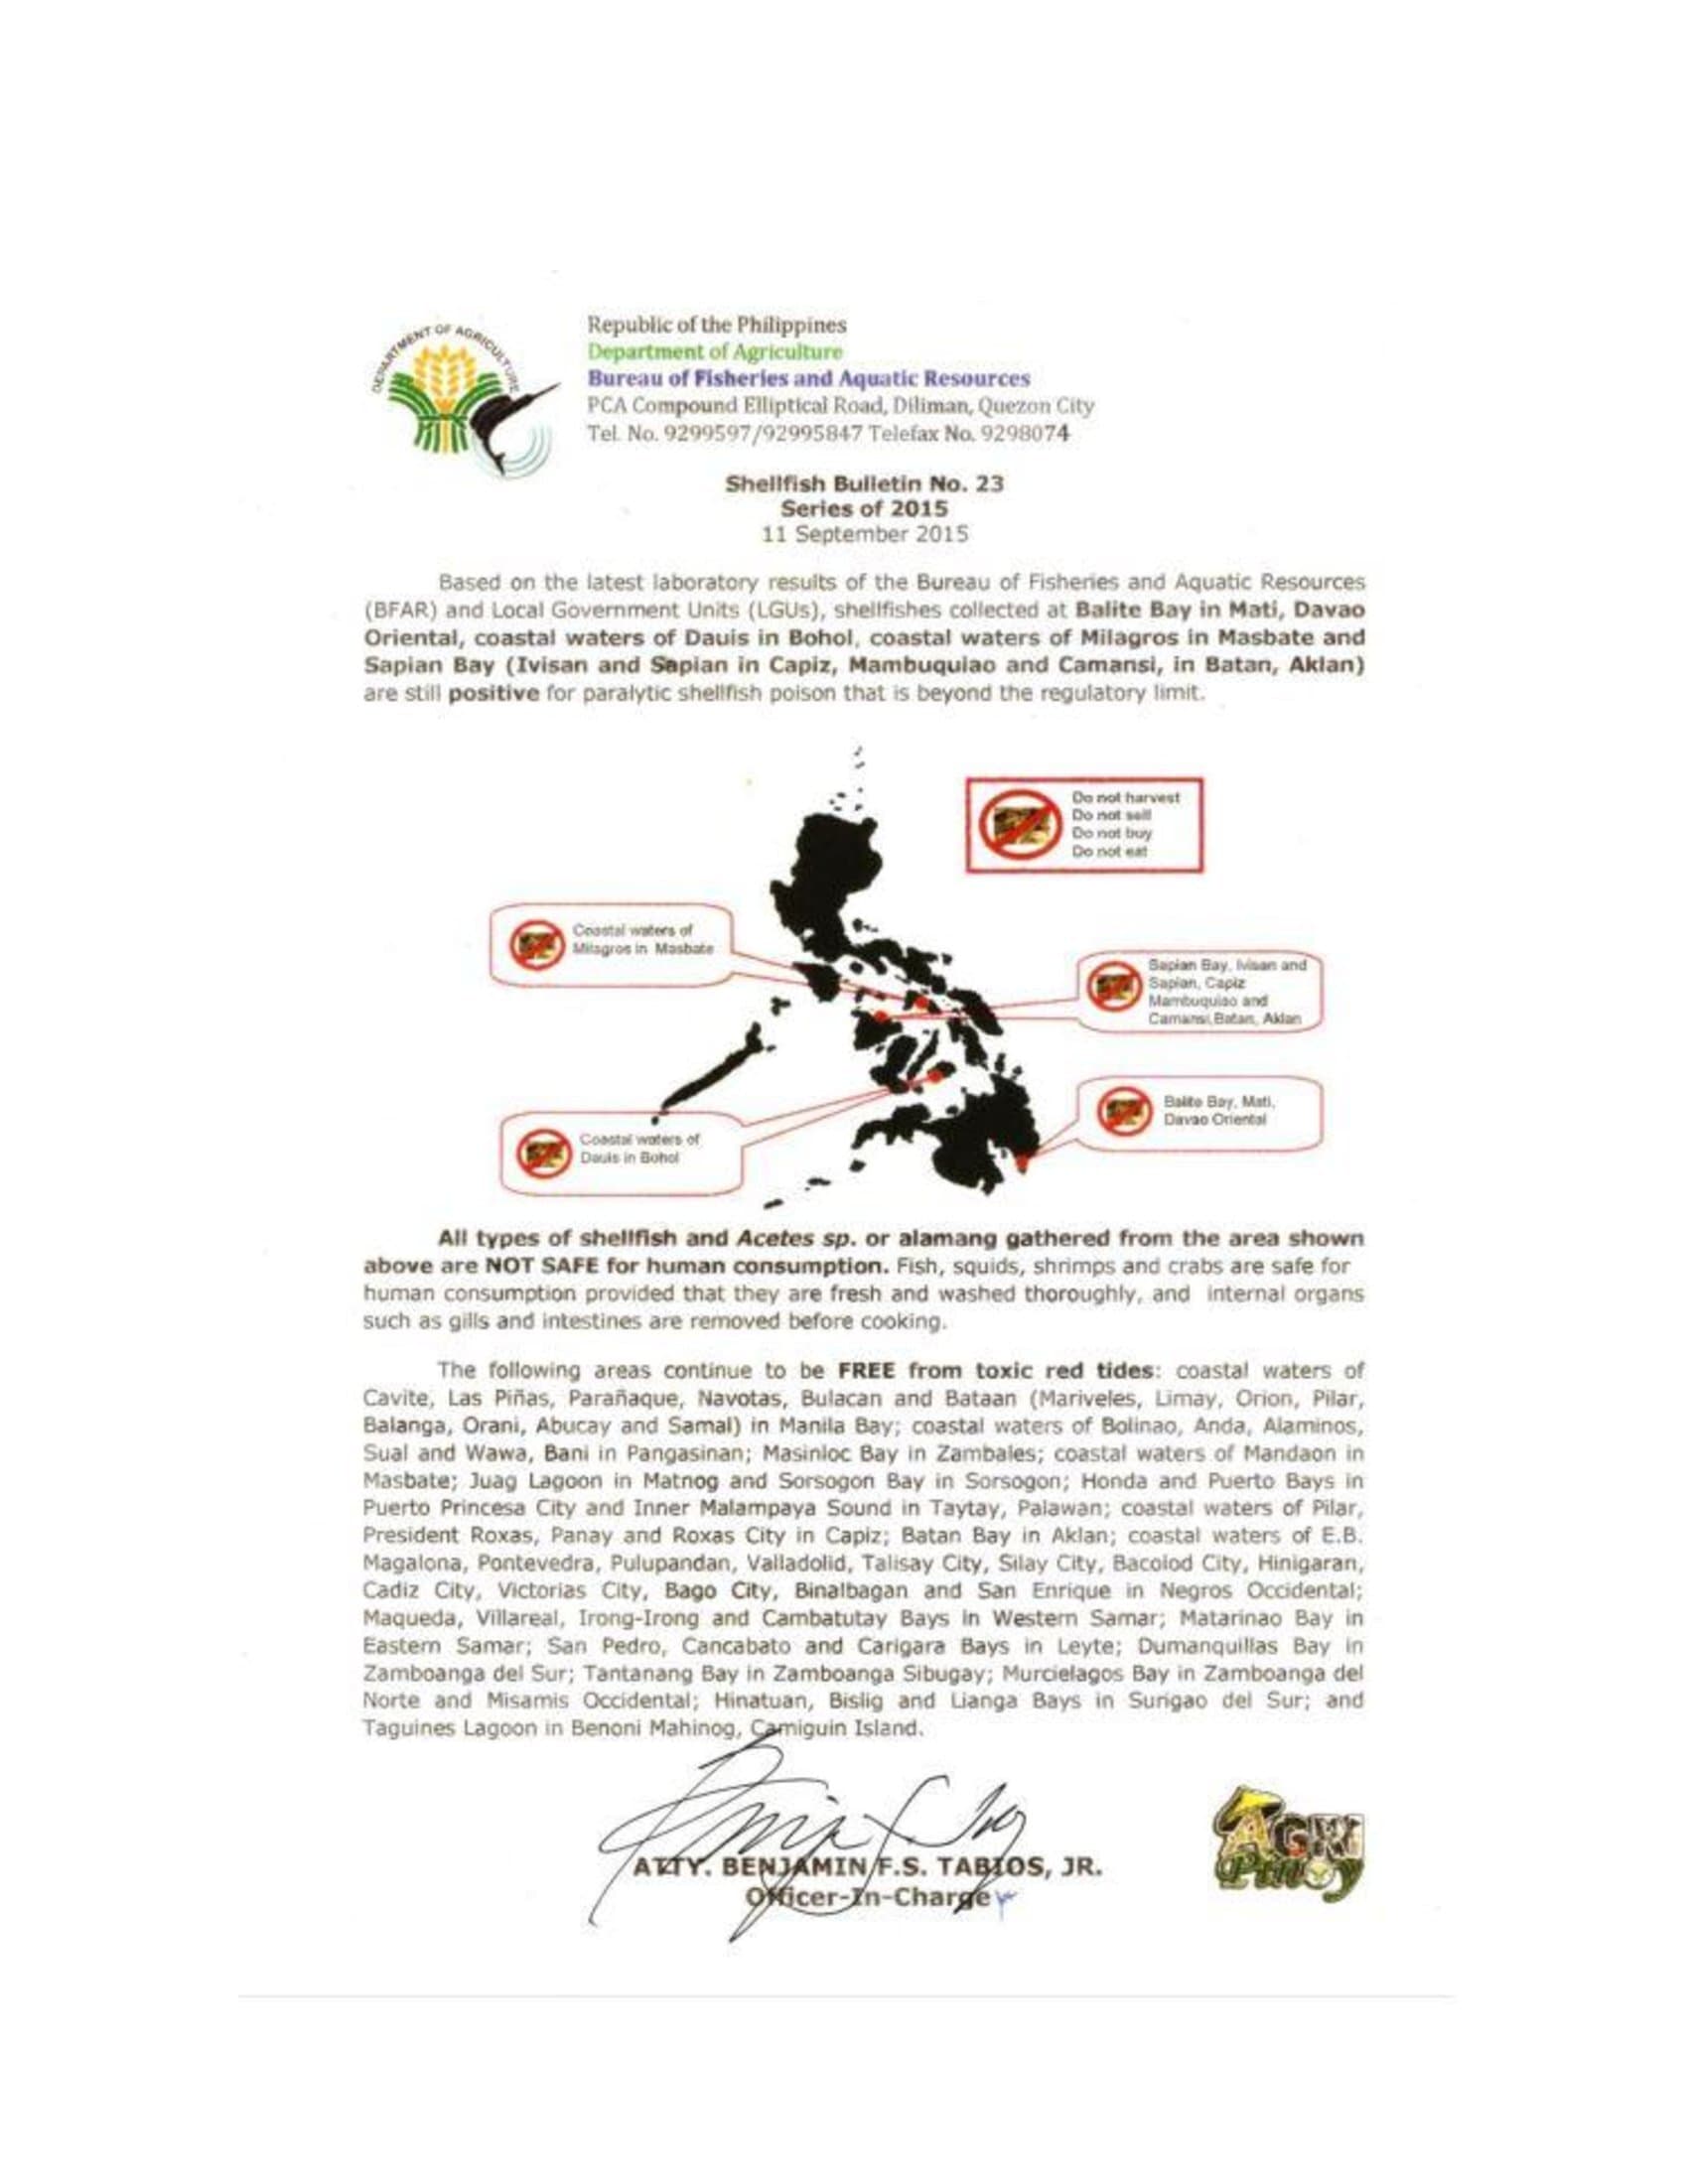 DEPARTMENT OF AGRICULTURE
Republic of the Philippines
Department of Agriculture
Bureau of Fisheries and Aquatic Resources
PCA Compound Elliptical Road, Diliman, Quezon City
Tel. No. 9299597/92995847 Telefax No. 9298074
Shellfish Bulletin No. 23
Series of 2015
11 September 2015
Based on the latest laboratory results of the Bureau of Fisheries and Aquatic Resources
(BFAR) and Local Government Units (LGUs), shellfishes collected at Balite Bay in Mati, Davao
Oriental, coastal waters of Dauis in Bohol, coastal waters of Milagros in Masbate and
Sapian Bay (Ivisan and Sapian in Capiz, Mambuquiao and Camansi, in Batan, Aklan)
are still positive for paralytic shellfish poison that is beyond the regulatory limit.
Do not harvest
Do not sell
Do not buy
Do not eat
Coastal waters of
Milagros in Masbate
Sapian Bay, Ivisan and
Sapian, Capiz
Mambuquiao and
Camansi, Batan, Aklan
Balite Bay, Mati,
Davao Oriental
Coastal waters of
Dauis in Bohol
All types of shellfish and Acetes sp. or alamang gathered from the area shown
above are NOT SAFE for human consumption. Fish, squids, shrimps and crabs are safe for
human consumption provided that they are fresh and washed thoroughly, and internal organs
such as gills and intestines are removed before cooking.
The following areas continue to be FREE from toxic red tides: coastal waters of
Cavite, Las Piñas, Parañaque, Navotas, Bulacan and Bataan (Mariveles, Limay, Orion, Pilar,
Balanga, Orani, Abucay and Samal) in Manila Bay; coastal waters of Bolinao, Anda, Alaminos,
Sual and Wawa, Bani in Pangasinan; Masinloc Bay in Zambales; coastal waters of Mandaon in
Masbate; Juag Lagoon in Matnog and Sorsogon Bay in Sorsogon; Honda and Puerto Bays in
Puerto Princesa City and Inner Malampaya Sound in Taytay, Palawan; coastal waters of Pilar,
President Roxas, Panay and Roxas City in Capiz; Batan Bay in Aklan; coastal waters of E.B.
Magalona, Pontevedra, Pulupandan, Valladolid, Talisay City, Silay City, Bacolod City, Hinigaran,
Cadiz City, Victorias City, Bago City, Binalbagan and San Enrique in Negros Occidental;
Maqueda, Villareal, Irong-Irong and Cambatutay Bays in Western Samar; Matarinao Bay in
Eastern Samar; San Pedro, Cancabato and Carigara Bays in Leyte; Dumanquillas Bay in
Zamboanga del Sur; Tantanang Bay in Zamboanga Sibugay; Murcielagos Bay in Zamboanga del
Norte and Misamis Occidental; Hinatuan, Bislig and Lianga Bays in Surigao del Sur; and
Taguines Lagoon in Benoni Mahinog, Camiguin Island.
ATTY. BENJAMIN F.S. TABIOS, JR.
Officer-In-Charge
AGRI
Pinoy